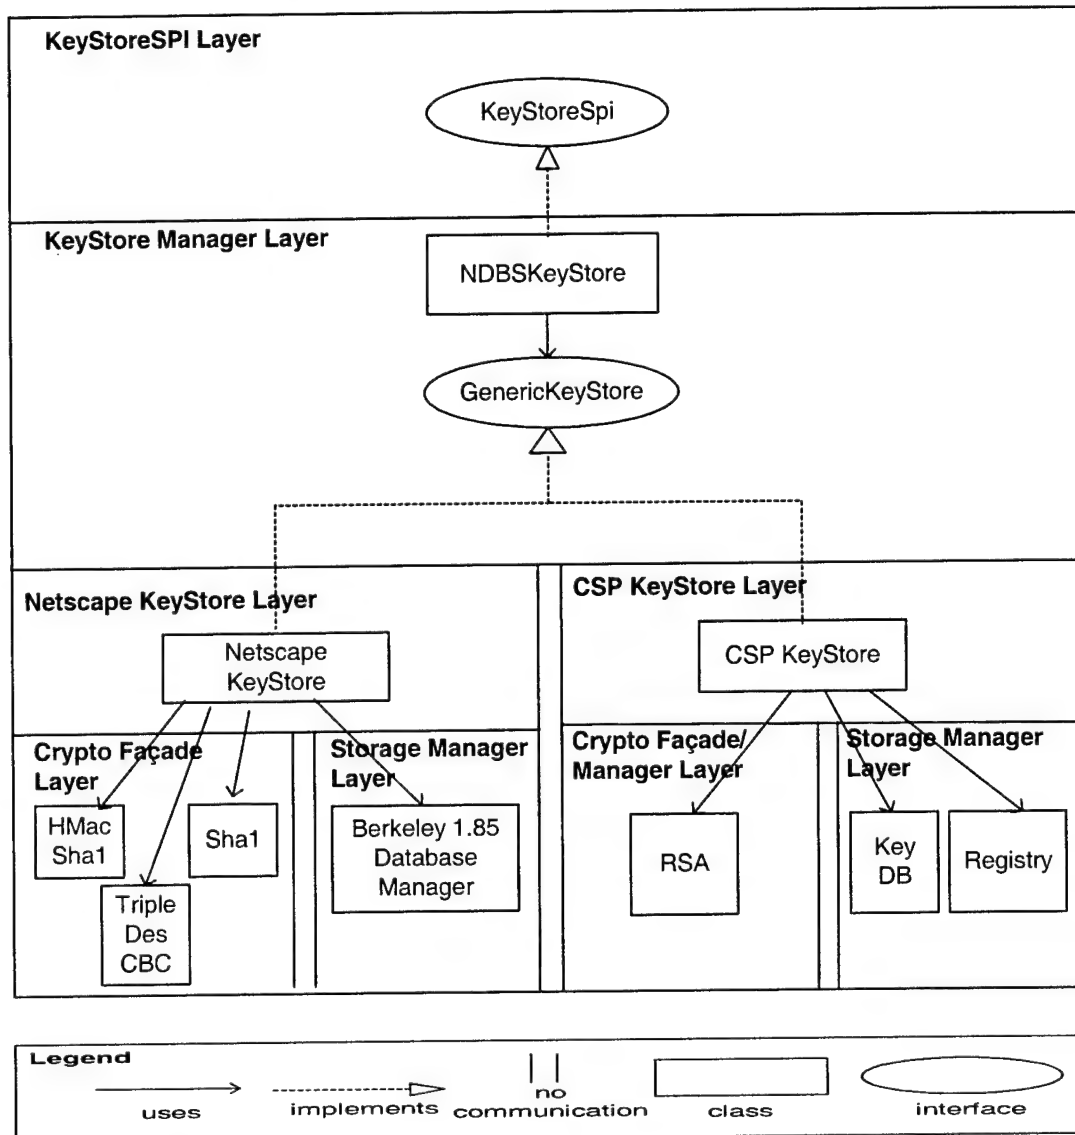 KeyStoreSPI Layer
KeyStoreSpi
KeyStore Manager Layer
NDBSKeyStore
GenericKeyStore
Netscape KeyStore Layer
Netscape
KeyStore
CSP KeyStore Layer
CSP KeyStore
Crypto Façade
Layer
HMac
Sha1
Triple
Des
CBC
Sha1
Storage Manager
Layer
Berkeley 1.85
Database
Manager
Crypto Façade/
Manager Layer
RSA
Storage Manager
Layer
Key
DB
Registry
Legend
uses
implements
no
communication
class
interface